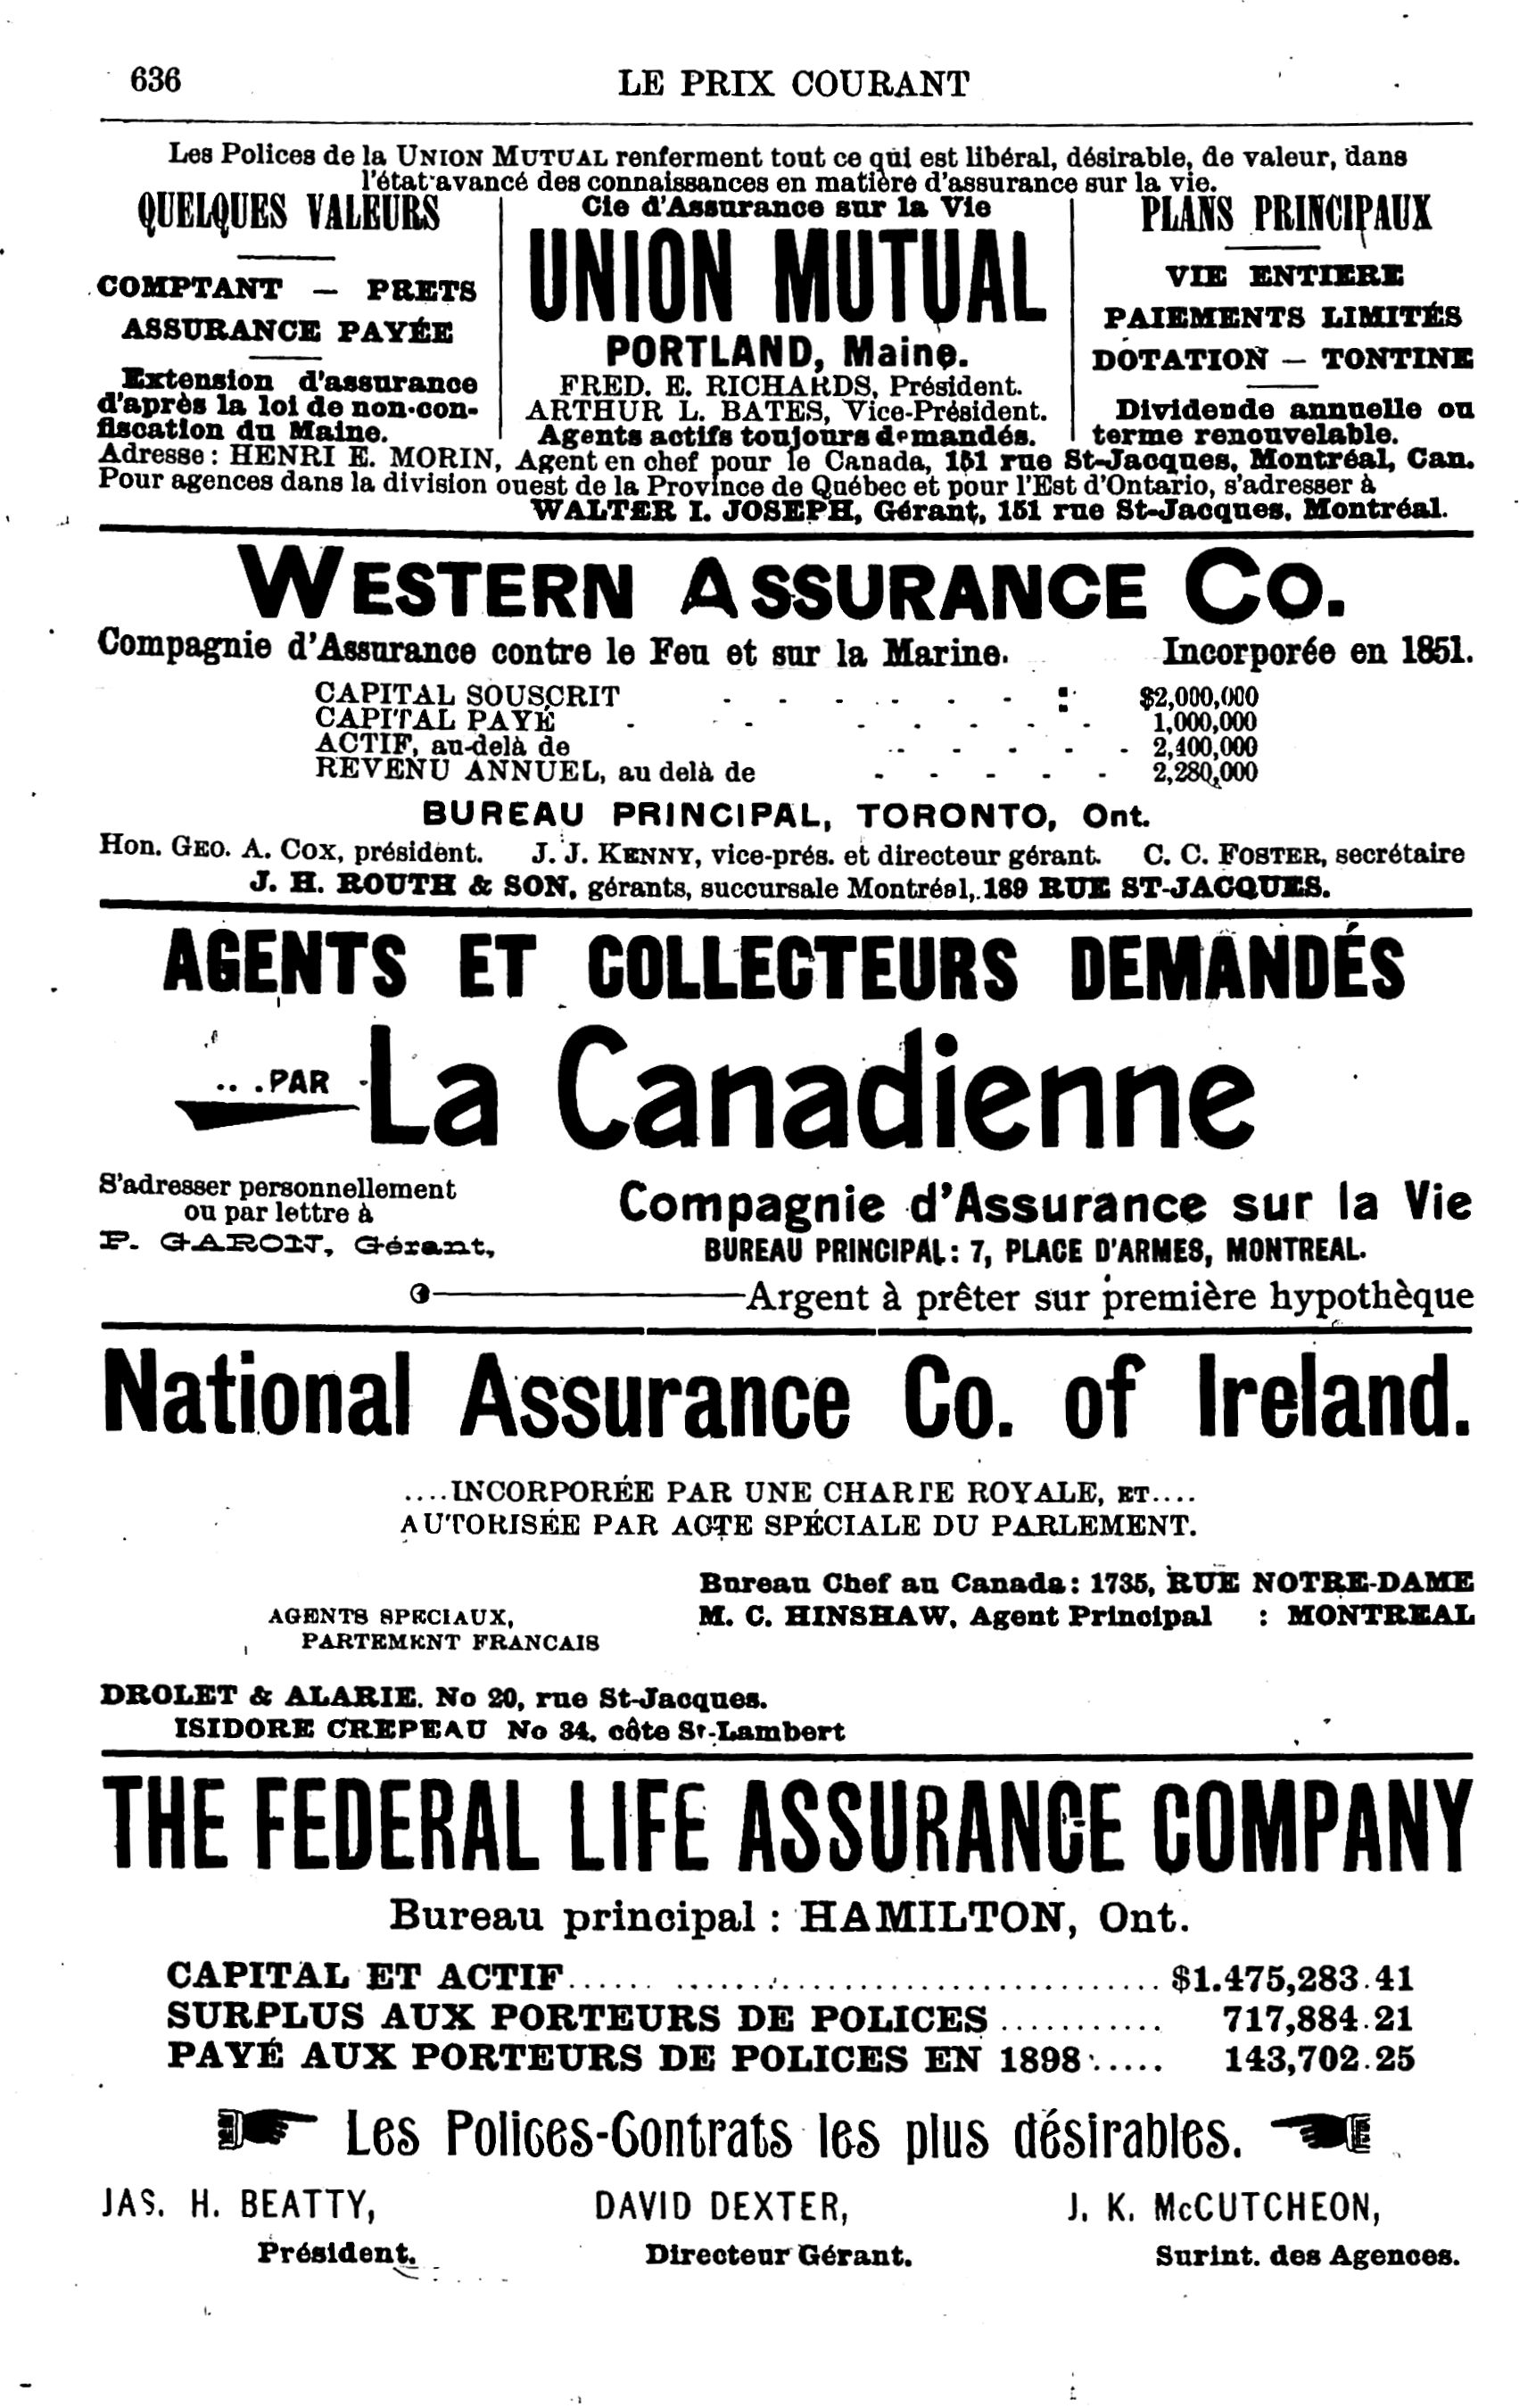 636
LE PRIX COURANT
Les Polices de la UNION MUTUAL renferment tout ce qui est libéral, désirable, de valeur, dans
l'état avancé des connaissances en matière d'assurance sur la vie.
QUELQUES VALEURS
COMPTANT — PRETS
ASSURANCE PAYÉE
Extension d'assurance
d'après la loi de non-con-
fiscation du Maine.
Cie d'Assurance sur la Vie
UNION MUTUAL
PORTLAND, Maine.
FRED. E. RICHARDS, Président.
ARTHUR L. BATES, Vice-Président.
Agents actifs toujours demandés.
PLANS PRINCIPAUX
VIE ENTIERE
PAIEMENTS LIMITÉS
DOTATION — TONTINE
Dividende annuelle ou
terme renouvelable.
Adresse: HENRI E. MORIN, Agent en chef pour le Canada, 151 rue St-Jacques, Montréal, Can.
Pour agences dans la division ouest de la Province de Québec et pour l'Est d'Ontario, s'adresser à
WALTER I. JOSEPH, Gérant, 151 rue St-Jacques, Montréal.
WESTERN ASSURANCE CO.
Compagnie d'Assurance contre le Feu et sur la Marine. Incorporée en 1851.
CAPITAL SOUSCRIT - - - - - - $2,000,000
CAPITAL PAYÉ - - - - - - - 1,000,000
ACTIF, au-delà de - - - - - 2,400,000
REVENU ANNUEL, au delà de - - - - - 2,280,000
BUREAU PRINCIPAL, TORONTO, Ont.
Hon. GEO. A. COX, président. J. J. KENNY, vice-prés. et directeur gérant. C. C. FOSTER, secrétaire
J. H. ROUTH & SON, gérants, succursale Montréal, 189 RUE ST-JACQUES.
AGENTS ET COLLECTEURS DEMANDÉS
....PAR La Canadienne
S'adresser personnellement
ou par lettre à
P. GARON, Gérant,
Compagnie d'Assurance sur la Vie
BUREAU PRINCIPAL: 7, PLACE D'ARMES, MONTREAL.
Argent à prêter sur première hypothèque
National Assurance Co. of Ireland.
....INCORPORÉE PAR UNE CHARTE ROYALE, ET....
AUTORISÉE PAR ACTE SPÉCIALE DU PARLEMENT.
Bureau Chef au Canada: 1735, RUE NOTRE-DAME
M. C. HINSHAW, Agent Principal : MONTREAL
AGENTS SPECIAUX,
PARTEMENT FRANCAIS
DROLET & ALARIE. No 20, rue St-Jacques.
ISIDORE CREPEAU No 34, côte St-Lambert
THE FEDERAL LIFE ASSURANCE COMPANY
Bureau principal: HAMILTON, Ont.
CAPITAL ET ACTIF.......... $1.475,283.41
SURPLUS AUX PORTEURS DE POLICES........... 717,884.21
PAYÉ AUX PORTEURS DE POLICES EN 1898...... 143,702.25
Les Polices-Contrats les plus désirables.
JAS. H. BEATTY,
Président.
DAVID DEXTER,
Directeur Gérant.
J. K. McCUTCHEON,
Surint. des Agences.